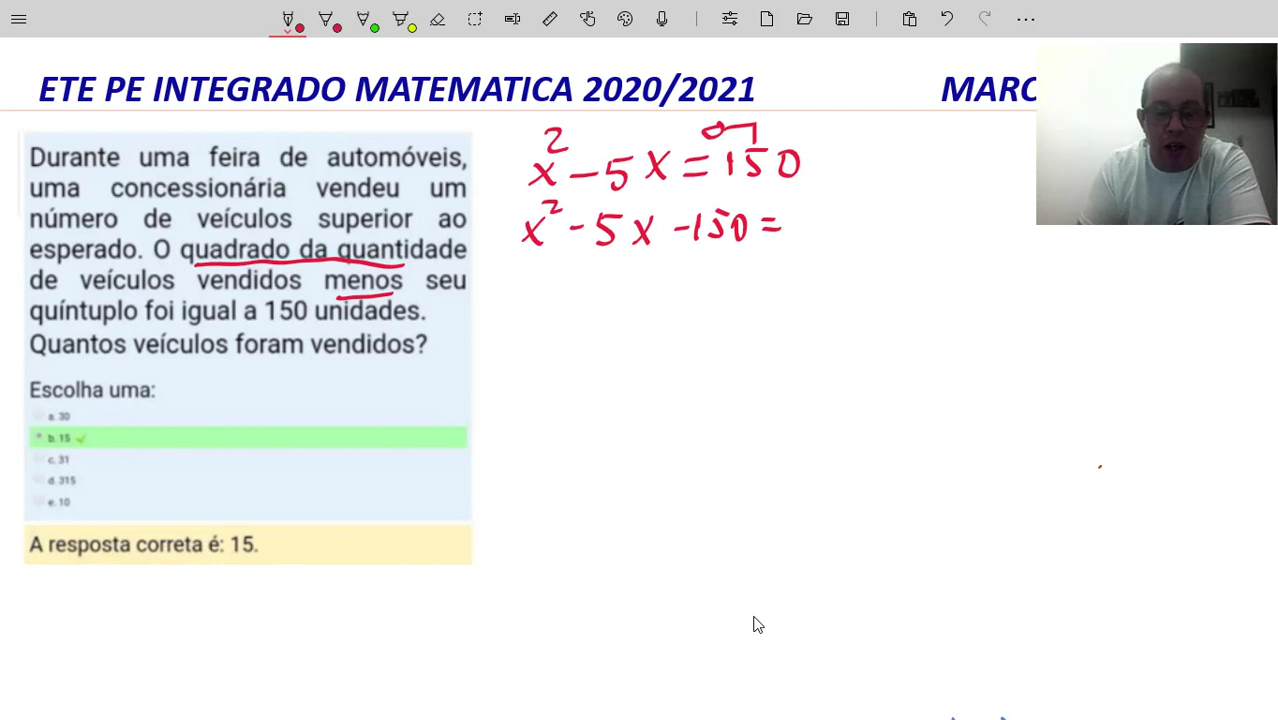 ETE PE INTEGRADO MATEMATICA 2020/2021 MARC
Durante uma feira de automóveis,
uma concessionária vendeu um
número de veículos superior ao
esperado. O quadrado da quantidade
de veículos vendidos menos seu
quíntuplo foi igual a 150 unidades.
Quantos veículos foram vendidos?
Escolha uma:
a. 30
b. 15
c. 31
d. 315
e. 10
A resposta correta é: 15.
x² - 5x = 150
x² - 5x - 150 =